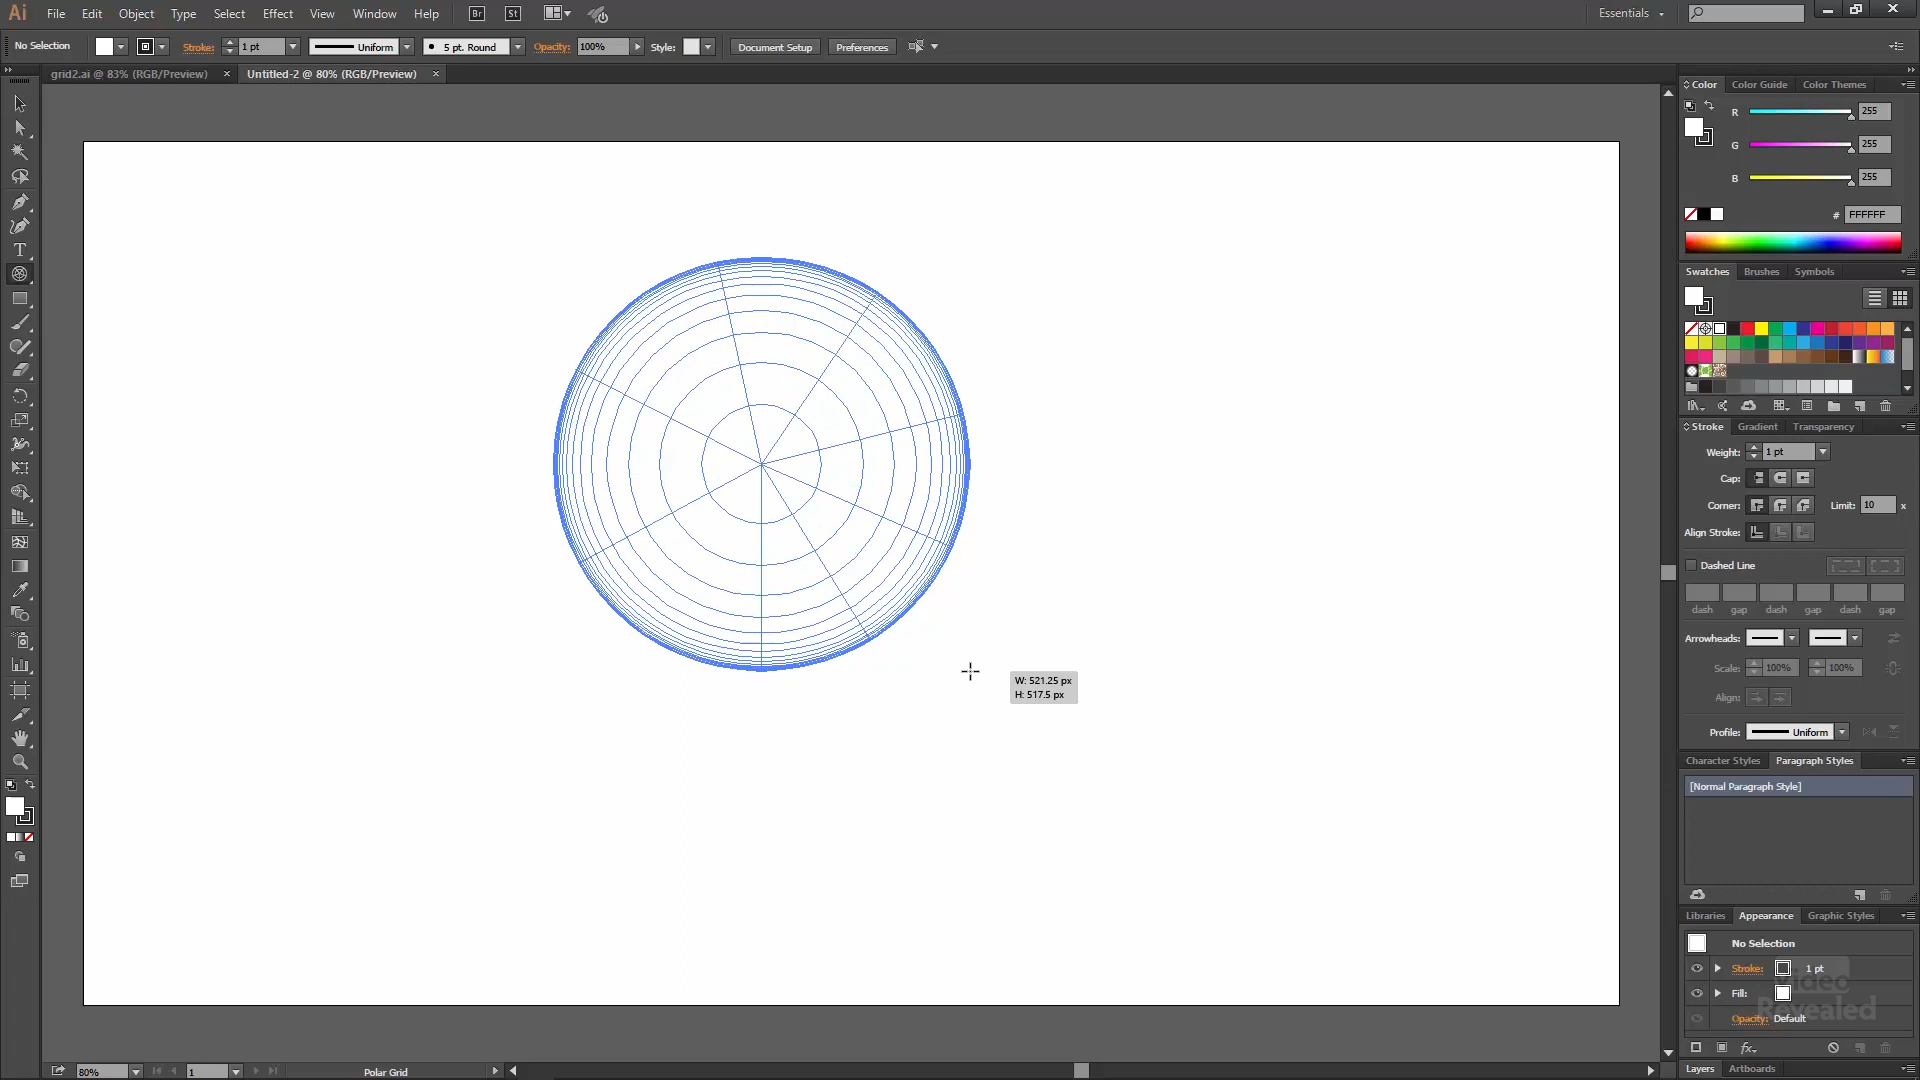 Ai File Edit Object Type Select Effect View Window Help Br St Essentials
No Selection Stroke: 1 pt Uniform 5 pt. Round Opacity: 100% Style: Document Setup Preferences
grid2.ai @ 83% (RGB/Preview) × Untitled-2 @ 80% (RGB/Preview) ×
Color Color Guide Color Themes
R 255
G 255
B 255
# FFFFFF
Swatches Brushes Symbols
Stroke Gradient Transparency
Weight: 1 pt
Cap:
Corner: Limit: 10 x
Align Stroke:
Dashed Line
dash gap dash gap dash gap
Arrowheads:
Scale: 100% 100%
Align:
Profile: Uniform
W: 521.25 px
H: 517.5 px
Character Styles Paragraph Styles
[Normal Paragraph Style]
Libraries Appearance Graphic Styles
No Selection
Stroke: 1 pt
Fill:
Opacity: Default
Video
Revealed
fx
80% 1 Polar Grid
Layers Artboards